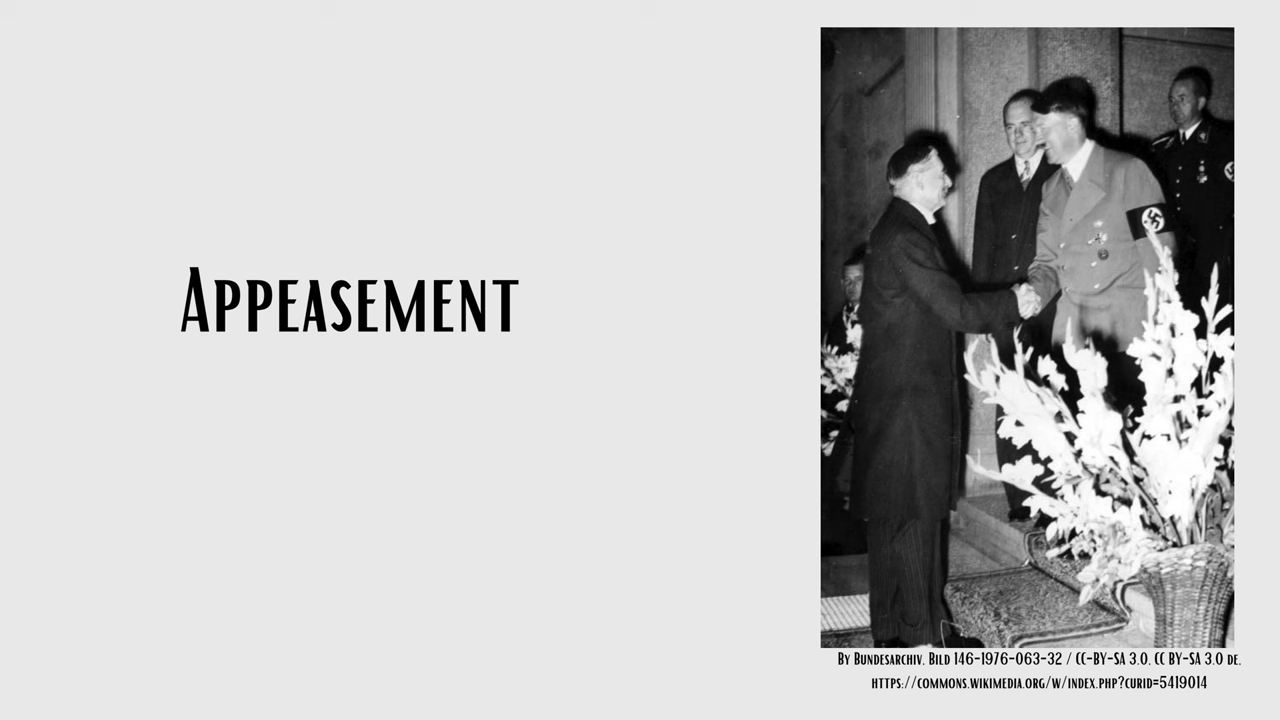 Appeasement
By Bundesarchiv, Bild 146-1976-063-32 / CC-BY-SA 3.0, CC BY-SA 3.0 de,
https://commons.wikimedia.org/w/index.php?curid=5419014